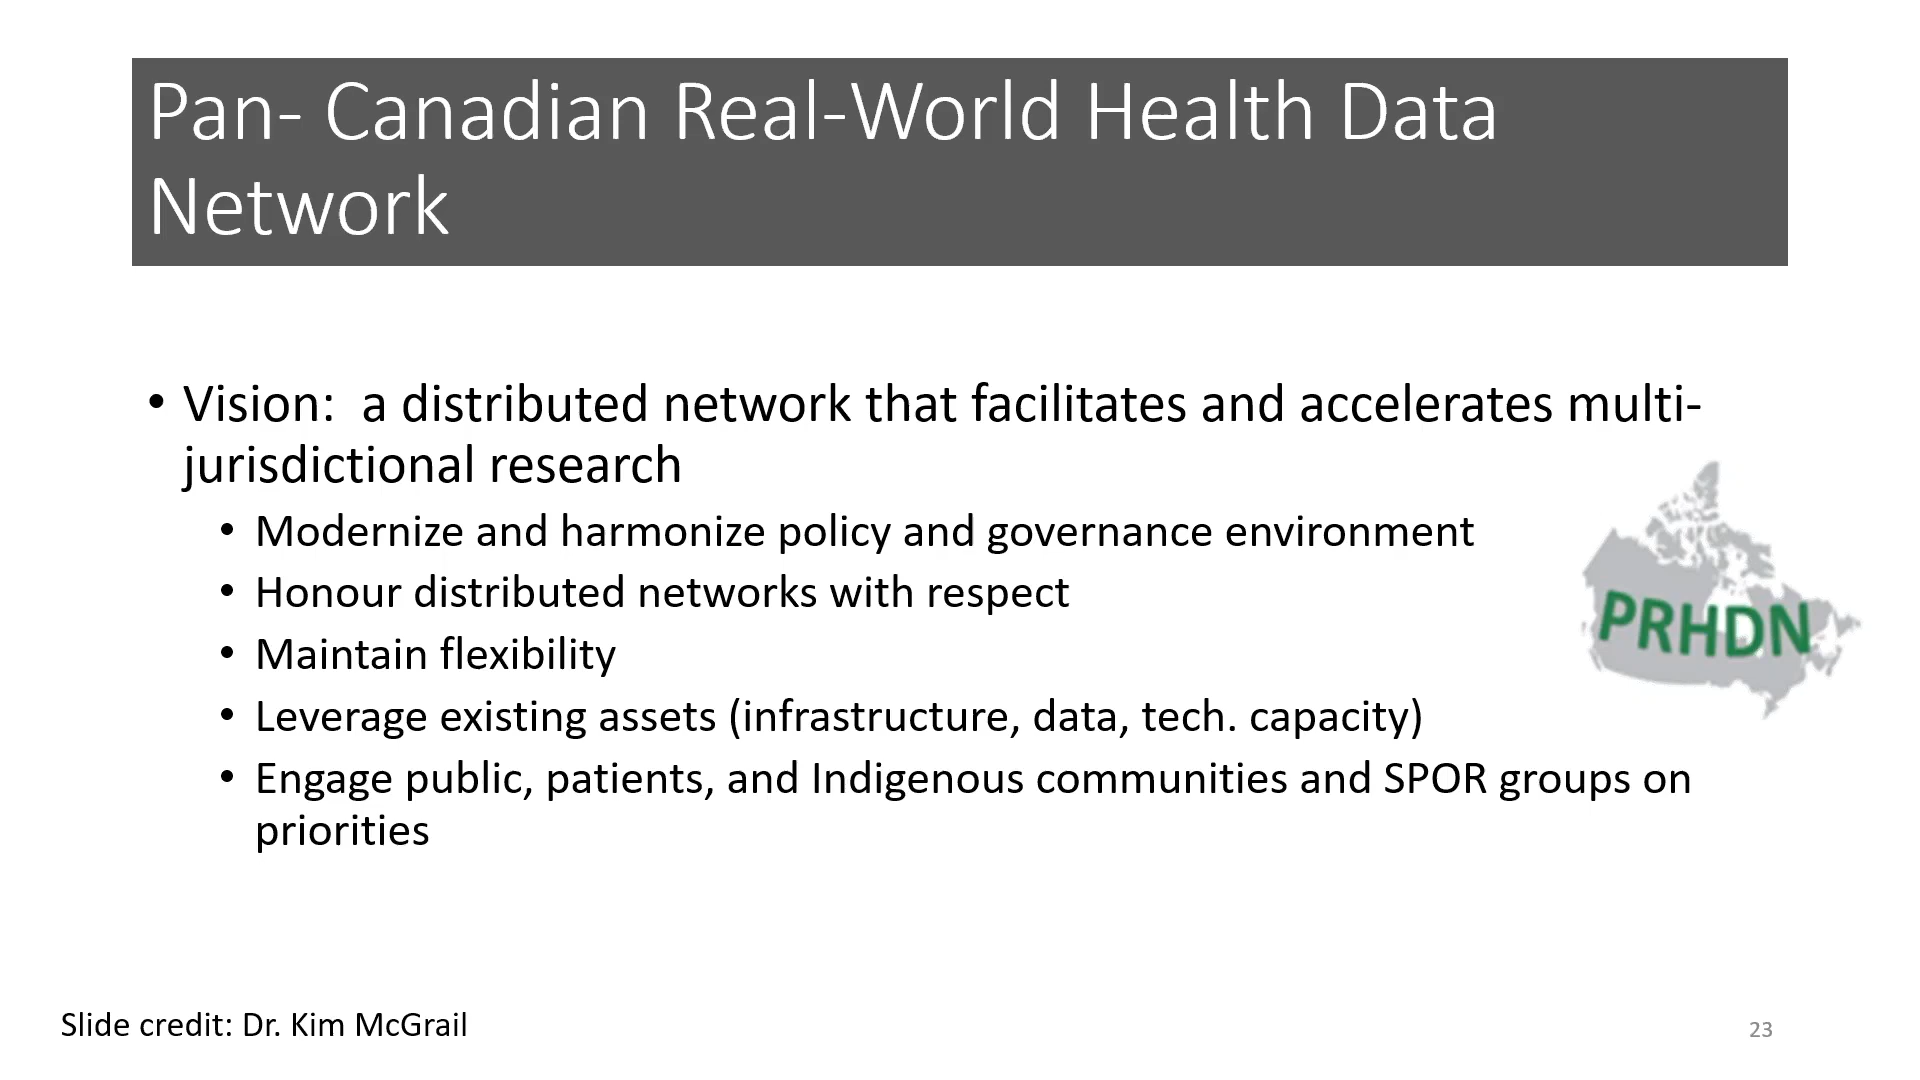 Pan- Canadian Real-World Health Data
Network
• Vision:  a distributed network that facilitates and accelerates multi-
jurisdictional research
• Modernize and harmonize policy and governance environment
• Honour distributed networks with respect
• Maintain flexibility
• Leverage existing assets (infrastructure, data, tech. capacity)
• Engage public, patients, and Indigenous communities and SPOR groups on
priorities
PRHDN
Slide credit: Dr. Kim McGrail
23